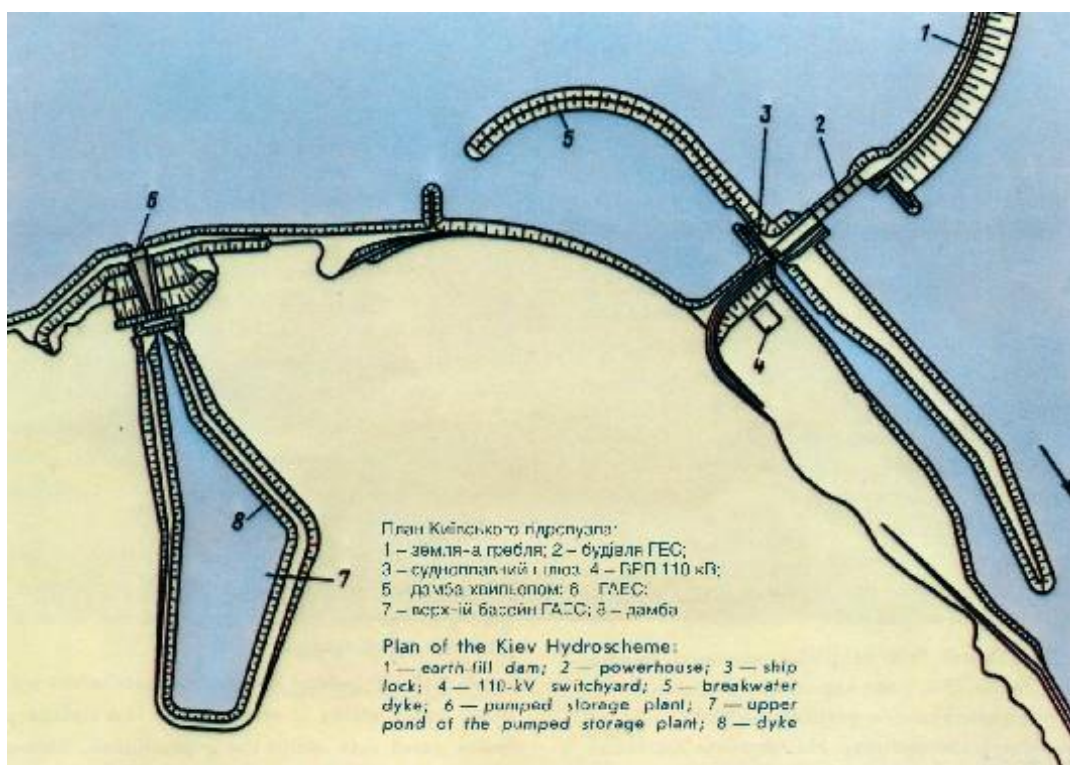 1
5
3
2
6
4
8
7
План Київського гідровузла:
1 – земляна гребля; 2 – будівля ГЕС;
3 – судноплавний шлюз; 4 – ВРП 110 кВ;
5 – дамба хвилелом; 6 – ГАЕС;
7 – верхній басейн ГАЕС; 8 – дамба
Plan of the Kiev Hydroscheme:
1 — earth-fill dam; 2 — powerhouse; 3 — ship
lock; 4 — 110-kV switchyard; 5 — breakwater
dyke; 6 — pumped storage plant; 7 — upper
pond of the pumped storage plant; 8 — dyke